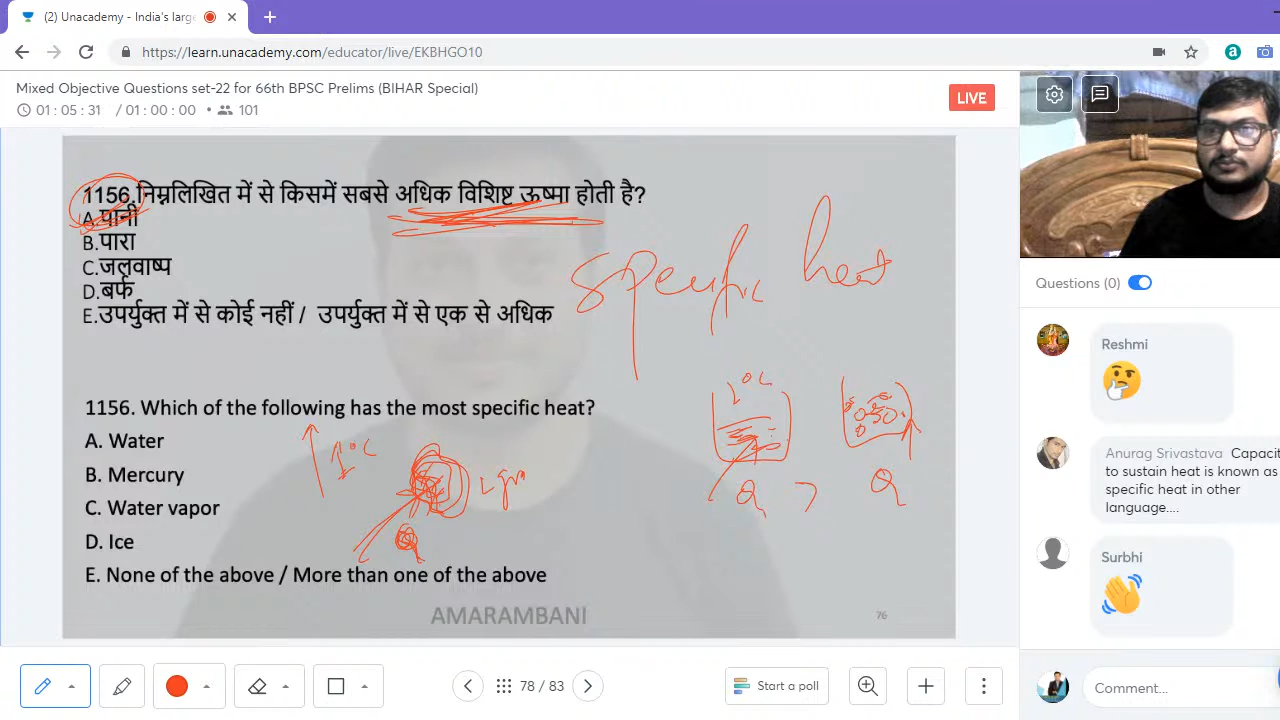 (2) Unacademy - India's larg
https://learn.unacademy.com/educator/live/EKBHGO10
a
Mixed Objective Questions set-22 for 66th BPSC Prelims (BIHAR Special)
01:05:31 / 01:00:00 • 101
LIVE
1156.निम्नलिखित में से किसमें सबसे अधिक विशिष्ट ऊष्मा होती है?
A.पानी
B.पारा
C.जलवाष्प
D.बर्फ
E.उपर्युक्त में से कोई नहीं / उपर्युक्त में से एक से अधिक
specific heat
1156. Which of the following has the most specific heat?
A. Water
B. Mercury
C. Water vapor
D. Ice
E. None of the above / More than one of the above
1°C
1 gm
Q
1°C
Q > Q
AMARAMBANI
76
Questions (0)
Reshmi
Anurag Srivastava Capacit
to sustain heat is known as
specific heat in other
language....
Surbhi
78 / 83
Start a poll
Comment...